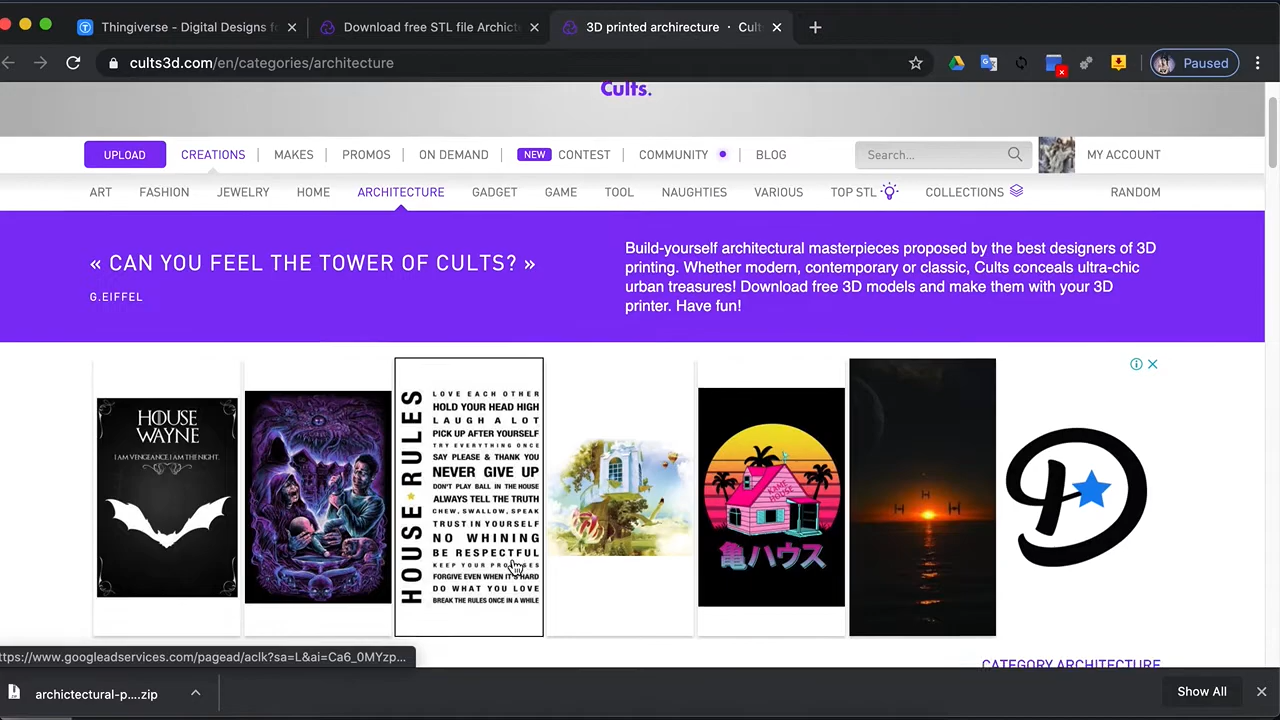 Thingiverse - Digital Designs f
Download free STL file Archict
3D printed archirecture · Cult
cults3d.com/en/categories/architecture
Paused
Cults.
UPLOAD
CREATIONS
MAKES
PROMOS
ON DEMAND
NEW
CONTEST
COMMUNITY
BLOG
Search...
MY ACCOUNT
ART
FASHION
JEWELRY
HOME
ARCHITECTURE
GADGET
GAME
TOOL
NAUGHTIES
VARIOUS
TOP STL
COLLECTIONS
RANDOM
« CAN YOU FEEL THE TOWER OF CULTS? »
G.EIFFEL
Build-yourself architectural masterpieces proposed by the best designers of 3D
printing. Whether modern, contemporary or classic, Cults conceals ultra-chic
urban treasures! Download free 3D models and make them with your 3D
printer. Have fun!
HOUSE
WAYNE
I AM VENGEANCE. I AM THE NIGHT.
HOUSE RULES
LOVE EACH OTHER
HOLD YOUR HEAD HIGH
LAUGH A LOT
PICK UP AFTER YOURSELF
TRY EVERYTHING ONCE
SAY PLEASE & THANK YOU
NEVER GIVE UP
DON'T PLAY BALL IN THE HOUSE
ALWAYS TELL THE TRUTH
CHEW, SWALLOW, SPEAK
TRUST IN YOURSELF
NO WHINING
BE RESPECTFUL
KEEP YOUR PROMISES
FORGIVE EVEN WHEN IT'S HARD
DO WHAT YOU LOVE
BREAK THE RULES ONCE IN A WHILE
亀ハウス
D
ttps://www.googleadservices.com/pagead/aclk?sa=L&ai=Ca6_0MYzp...
CATEGORY ARCHITECTURE
archictectural-p....zip
Show All